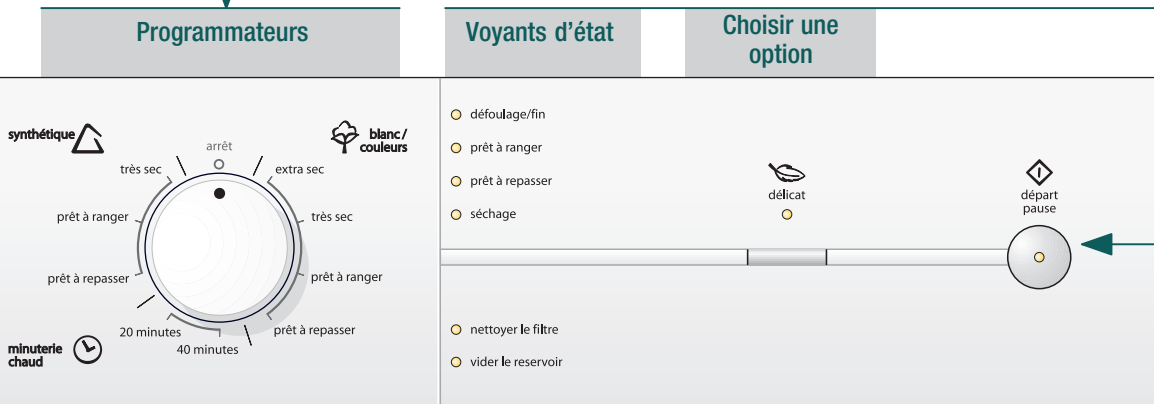 Programmateurs
Voyants d'état
Choisir une
option
synthétique
blanc/
couleurs
arrêt
très sec
extra sec
prêt à ranger
très sec
prêt à repasser
prêt à ranger
20 minutes
prêt à repasser
40 minutes
minuterie
chaud
défoulage/fin
prêt à ranger
prêt à repasser
séchage
délicat
départ
pause
nettoyer le filtre
vider le reservoir